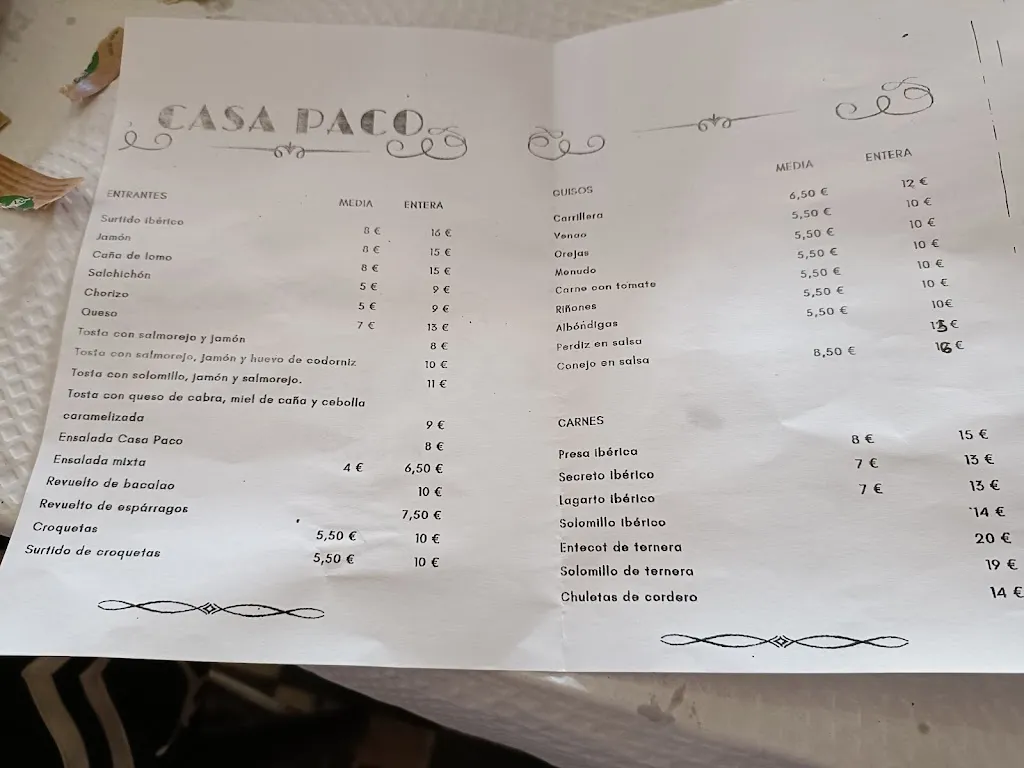 CASA PACO
ENTRANTES MEDIA ENTERA
Surtido ibérico 8 € 16 €
Jamón 8 € 15 €
Caña de lomo 8 € 15 €
Salchichón 5 € 9 €
Chorizo 5 € 9 €
Queso 7 € 13 €
Tosta con salmorejo y jamón 8 €
Tosta con salmorejo, jamón y huevo de codorniz 10 €
Tosta con solomillo, jamón y salmorejo. 11 €
Tosta con queso de cabra, miel de caña y cebolla
caramelizada 9 €
Ensalada Casa Paco 8 €
Ensalada mixta 4 € 6,50 €
Revuelto de bacalao 10 €
Revuelto de espárragos 7,50 €
Croquetas 5,50 € 10 €
Surtido de croquetas 5,50 € 10 €
GUISOS MEDIA ENTERA
Carrillera 6,50 € 12 €
Venao 5,50 € 10 €
Orejas 5,50 € 10 €
Menudo 5,50 € 10 €
Carne con tomate 5,50 € 10 €
Riñones 5,50 € 10 €
Albóndigas 5,50 € 10€
Perdiz en salsa
Conejo en salsa 8,50 € 16 €
CARNES
Presa ibérica 8 € 15 €
Secreto ibérico 7 € 13 €
Lagarto ibérico 7 € 13 €
Solomillo ibérico 14 €
Entecot de ternera 20 €
Solomillo de ternera 19 €
Chuletas de cordero 14 €